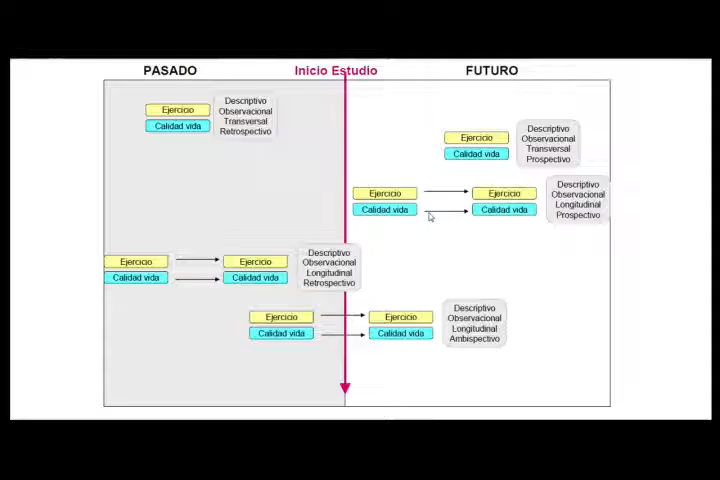 PASADO
Inicio Estudio
FUTURO
Ejercicio
Calidad vida
Descriptivo
Observacional
Transversal
Retrospectivo
Ejercicio
Calidad vida
Descriptivo
Observacional
Transversal
Prospectivo
Ejercicio
Calidad vida
Ejercicio
Calidad vida
Descriptivo
Observacional
Longitudinal
Prospectivo
Ejercicio
Calidad vida
Ejercicio
Calidad vida
Descriptivo
Observacional
Longitudinal
Retrospectivo
Ejercicio
Calidad vida
Ejercicio
Calidad vida
Descriptivo
Observacional
Longitudinal
Ambispectivo